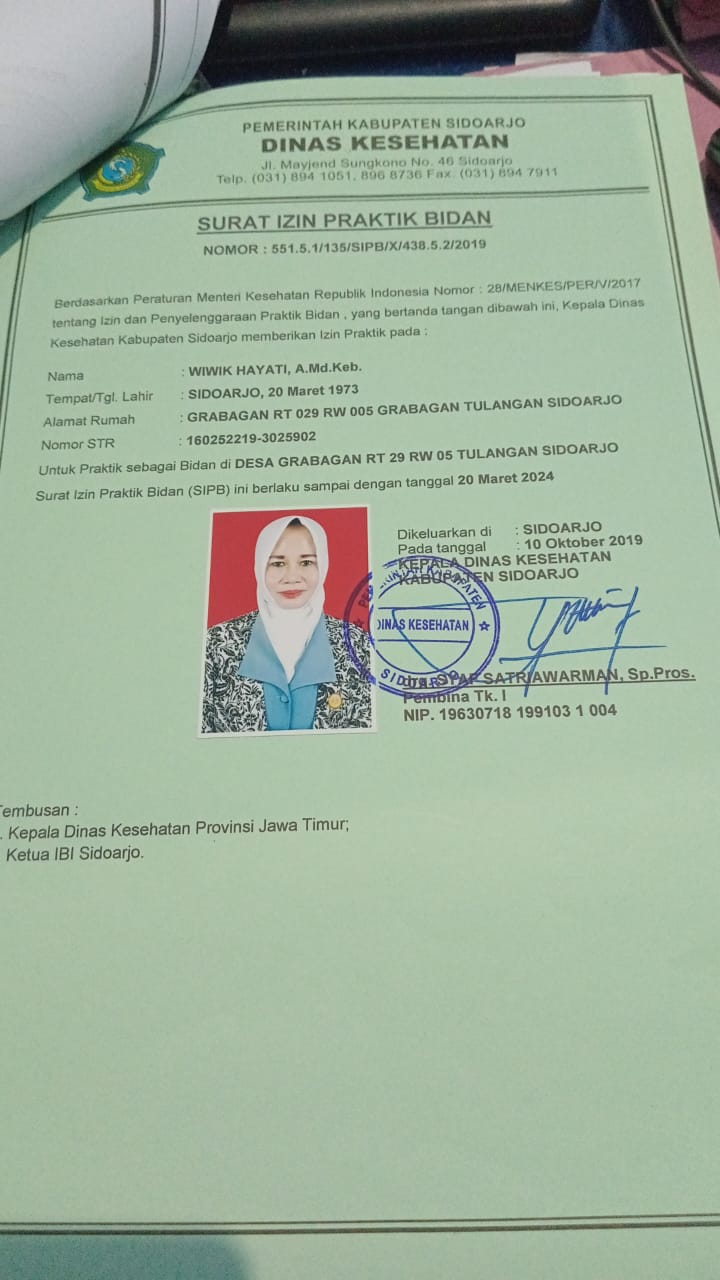 PEMERINTAH KABUPATEN SIDOARJO
DINAS KESEHATAN
Jl. Mayjend Sungkono No. 46 Sidoarjo
Telp. (031) 894 1051, 896 8736 Fax. (031) 894 7911
SURAT IZIN PRAKTIK BIDAN
NOMOR : 551.5.1/135/SIPB/X/438.5.2/2019
Berdasarkan Peraturan Menteri Kesehatan Republik Indonesia Nomor : 28/MENKES/PER/V/2017
tentang Izin dan Penyelenggaraan Praktik Bidan , yang bertanda tangan dibawah ini, Kepala Dinas
Kesehatan Kabupaten Sidoarjo memberikan Izin Praktik pada :
Nama : WIWIK HAYATI, A.Md.Keb.
Tempat/Tgl. Lahir : SIDOARJO, 20 Maret 1973
Alamat Rumah : GRABAGAN RT 029 RW 005 GRABAGAN TULANGAN SIDOARJO
Nomor STR : 160252219-3025902
Untuk Praktik sebagai Bidan di DESA GRABAGAN RT 29 RW 05 TULANGAN SIDOARJO
Surat Izin Praktik Bidan (SIPB) ini berlaku sampai dengan tanggal 20 Maret 2024
Dikeluarkan di : SIDOARJO
Pada tanggal : 10 Oktober 2019
KEPALA DINAS KESEHATAN
KABUPATEN SIDOARJO
KABUPATEN
DINAS KESEHATAN
SIDOARJO
SATRIAWARMAN, Sp.Pros.
Pembina Tk. I
NIP. 19630718 199103 1 004
Tembusan :
. Kepala Dinas Kesehatan Provinsi Jawa Timur;
Ketua IBI Sidoarjo.